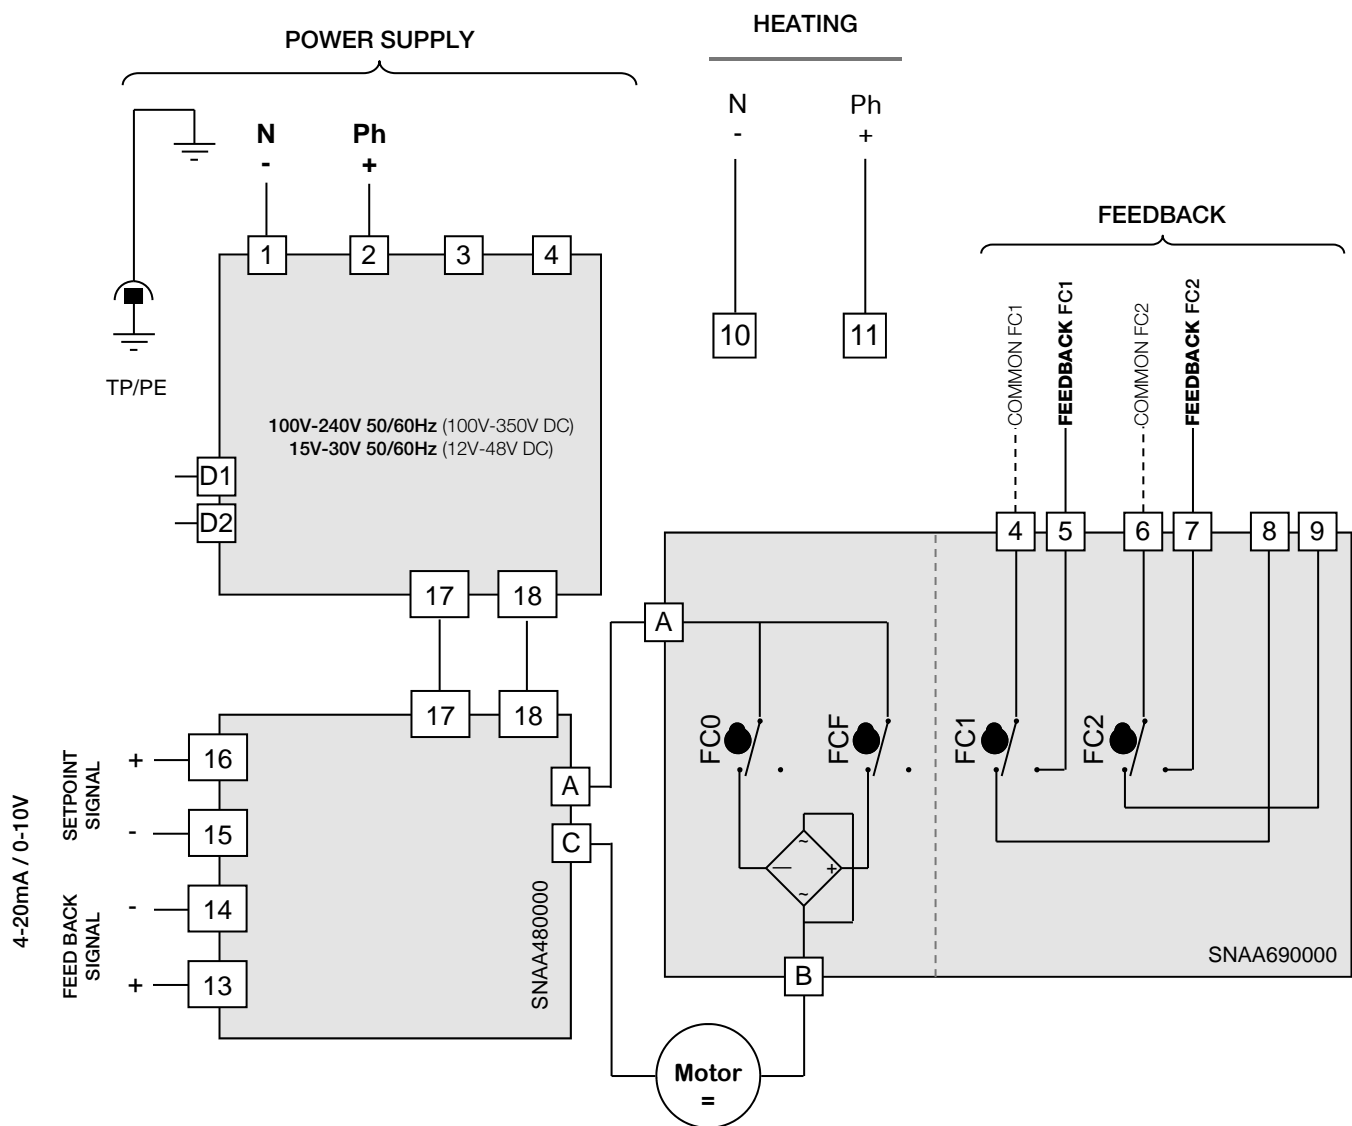 POWER SUPPLY
HEATING
N
-
Ph
+
N
-
Ph
+
FEEDBACK
COMMON FC1
FEEDBACK FC1
COMMON FC2
FEEDBACK FC2
1
2
3
4
10
11
TP/PE
100V-240V 50/60Hz (100V-350V DC)
15V-30V 50/60Hz (12V-48V DC)
D1
D2
17
18
4
5
6
7
8
9
A
17
18
4-20mA / 0-10V
SETPOINT
SIGNAL
+
16
-
15
FEED BACK
SIGNAL
-
14
+
13
A
C
SNAA480000
FC0
FCF
FC1
FC2
~
—
+
~
SNAA690000
B
Motor
=